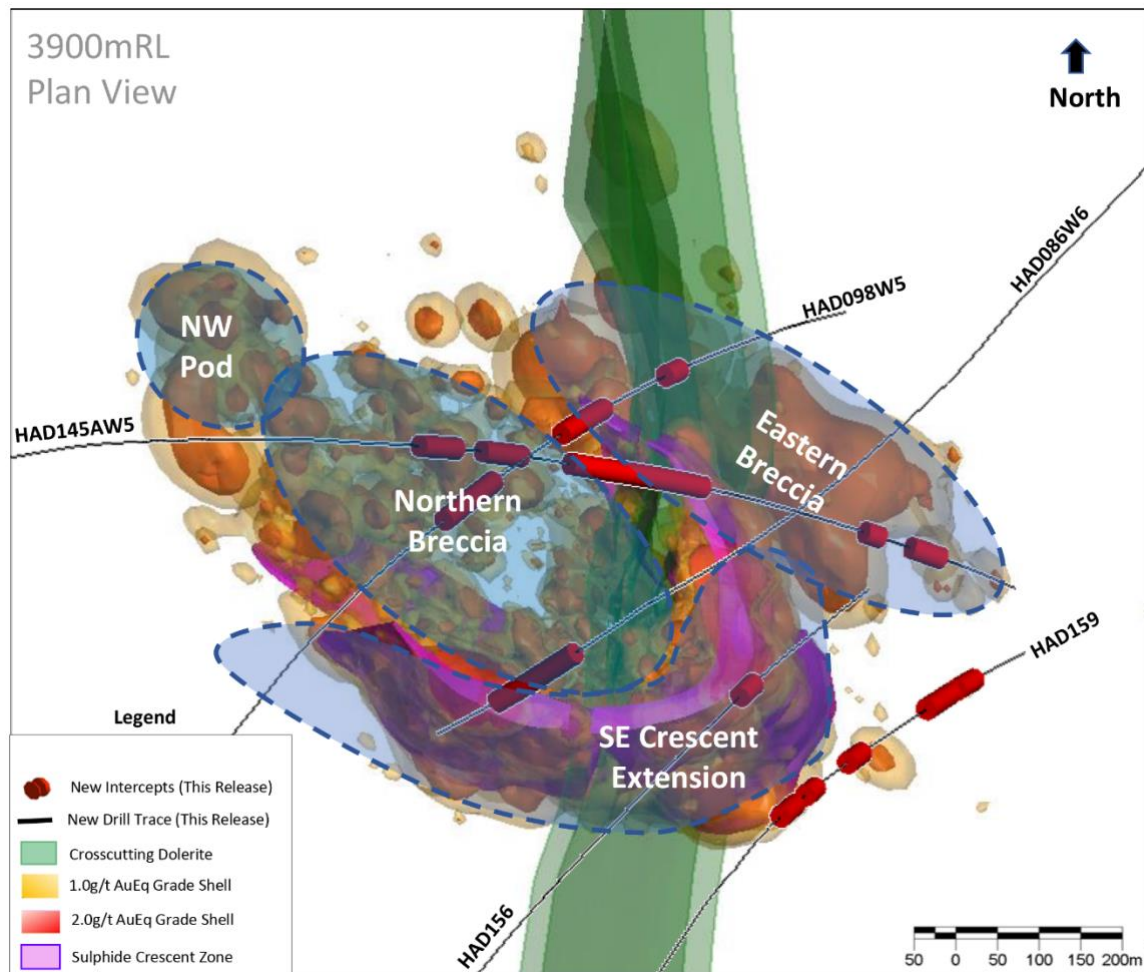 3900mRL
Plan View
North
HAD086W6
HAD098W5
NW
Pod
HAD145AW5
Eastern
Breccia
Northern
Breccia
HAD159
SE Crescent
Extension
HAD156
Legend
New Intercepts (This Release)
New Drill Trace (This Release)
Crosscutting Dolerite
1.0g/t AuEq Grade Shell
2.0g/t AuEq Grade Shell
Sulphide Crescent Zone
50 0 50 100 150 200m